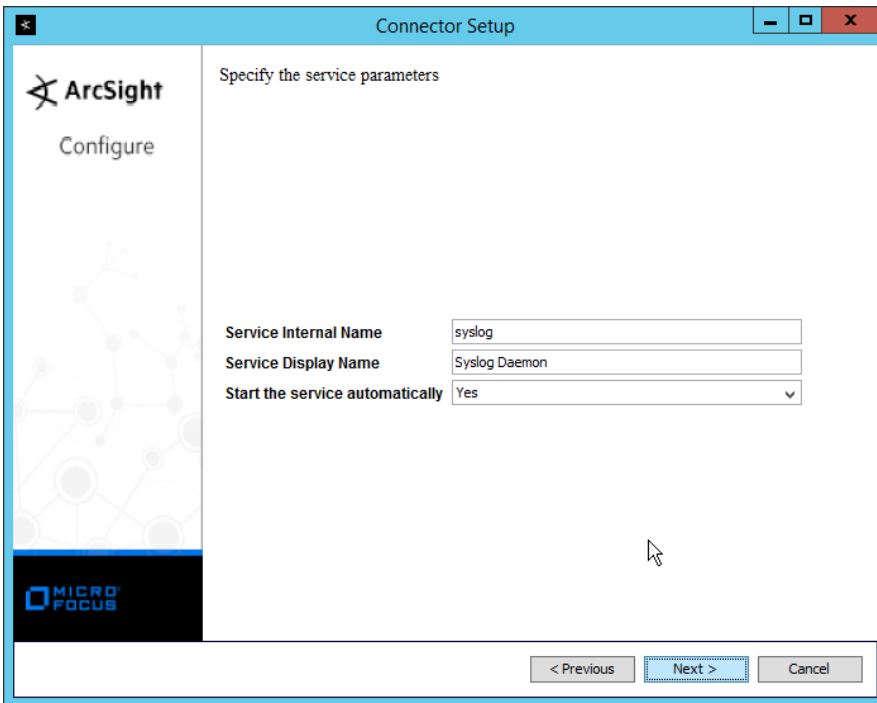 Connector Setup
ArcSight
Configure
Specify the service parameters
Service Internal Name syslog
Service Display Name Syslog Daemon
Start the service automatically Yes
MICRO
FOCUS
< Previous Next > Cancel